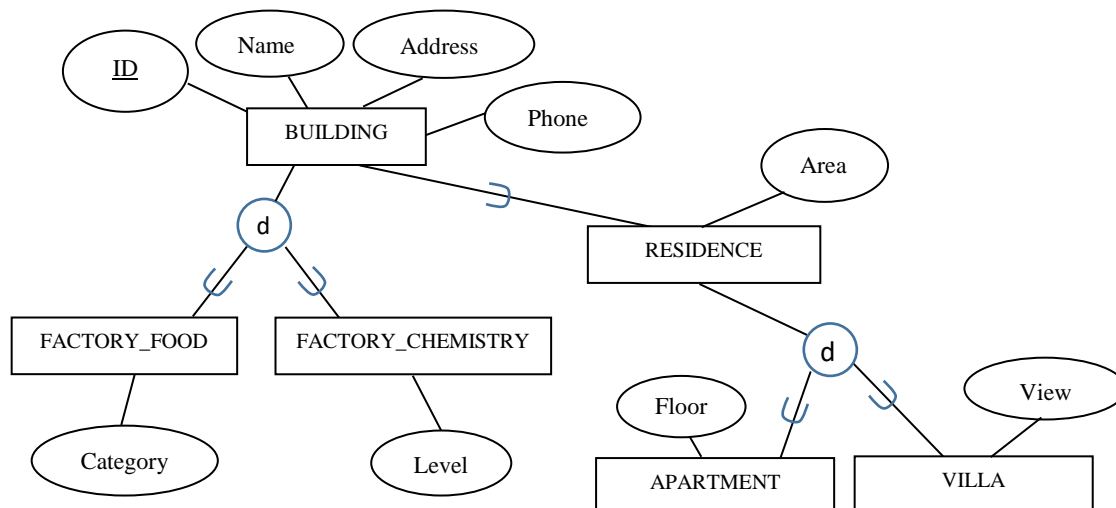 ID
Name
Address
BUILDING
Phone
Area
d
RESIDENCE
FACTORY_FOOD
FACTORY_CHEMISTRY
d
Floor
View
Category
Level
APARTMENT
VILLA